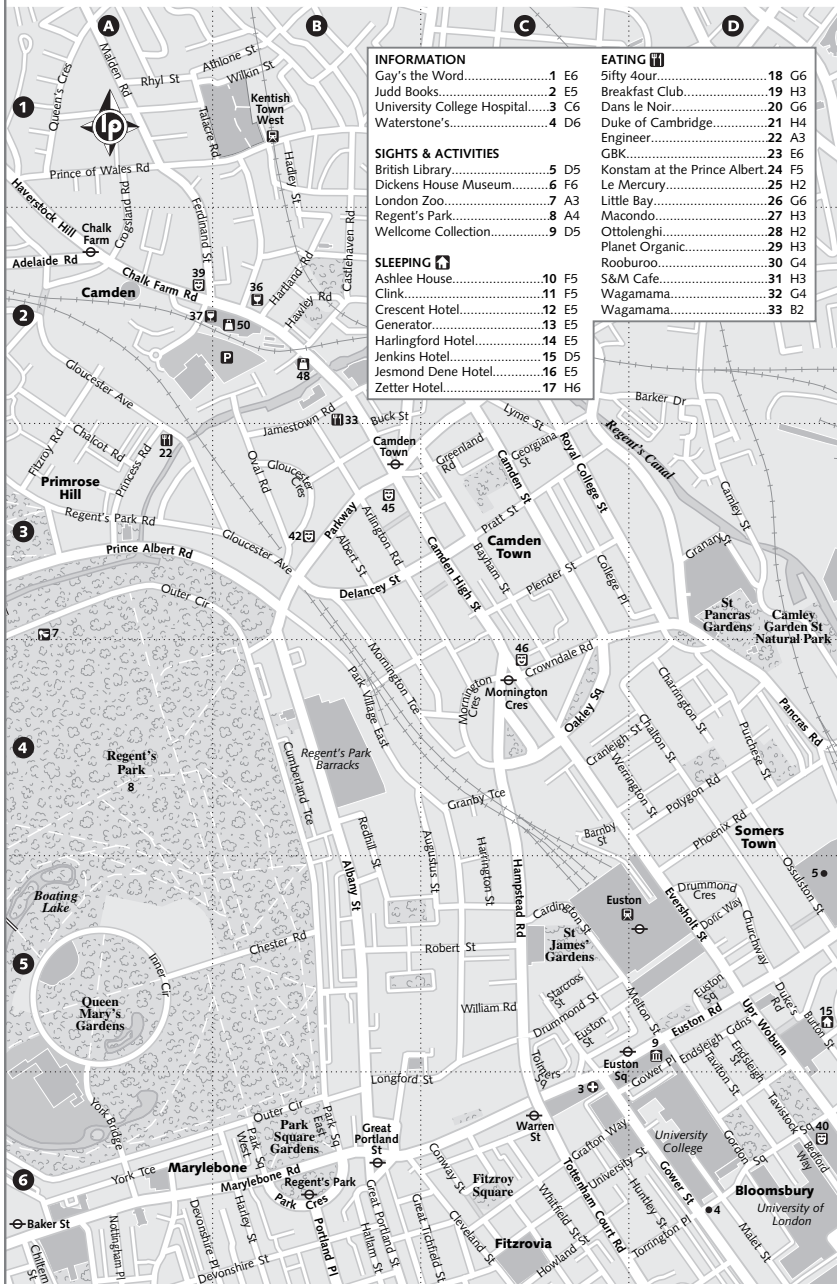 A
B
C
D
1
2
3
4
5
6
lp
INFORMATION
Gay's the Word.....................1 E6
Judd Books...........................2 E5
University College Hospital....3 C6
Waterstone's.........................4 D6
SIGHTS & ACTIVITIES
British Library........................5 D5
Dickens House Museum........6 F6
London Zoo...........................7 A3
Regent's Park........................8 A4
Wellcome Collection..............9 D5
SLEEPING
Ashlee House......................10 F5
Clink...................................11 F5
Crescent Hotel....................12 E5
Generator...........................13 E5
Harlingford Hotel................14 E5
Jenkins Hotel......................15 D5
Jesmond Dene Hotel...........16 E5
Zetter Hotel........................17 H6
EATING
5ifty 4our............................18 G6
Breakfast Club.....................19 H3
Dans le Noir........................20 G6
Duke of Cambridge.............21 H4
Engineer.............................22 A3
GBK....................................23 E6
Konstam at the Prince Albert.24 F5
Le Mercury.........................25 H2
Little Bay............................26 G6
Macondo............................27 H3
Ottolenghi..........................28 H2
Planet Organic....................29 H3
Rooburoo...........................30 G4
S&M Cafe...........................31 H3
Wagamama........................32 G4
Wagamama........................33 B2
Queen's Cres
Malden Rd
Rhyl St
Athlone St
Wilkin St
Talacre Rd
Kentish
Town
West
Hadley St
Prince of Wales Rd
Haverstock Hill
Crogsland Rd
Ferdinand St
Chalk
Farm
Adelaide Rd
Chalk Farm Rd
Camden
39
36
37
50
P
48
Hartland Rd
Hawley Rd
Castlehaven Rd
Gloucester Ave
Jamestown Rd
33
Buck St
Camden
Town
Lyme St
Barker Dr
Fitzroy Rd
Chalcot Rd
Princess Rd
22
Oval Rd
Gloucester
Cres
Greenland
Rd
Georgiana
St
Camden St
Royal College St
Regent's Canal
Camley St
Primrose
Hill
Regent's Park Rd
Prince Albert Rd
Gloucester Ave
42
Parkway
45
Albert St
Arlington Rd
Delancey St
Camden High St
Pratt St
Camden
Town
Bayham St
Plender St
College Pl
Granary St
St
Pancras
Gardens
Camley
Garden St
Natural Park
Outer Cir
7
Mornington Tce
Park Village East
46
Crowndale Rd
Mornington
Cres
Mornington
Cres
Oakley Sq
Charrington St
Pancras Rd
Regent's
Park
8
Cumberland Tce
Regent's Park
Barracks
Cranleigh St
Chalton St
Werrington St
Purchese St
Polygon Rd
Granby Tce
Barnby
St
Phoenix Rd
Somers
Town
Redhill St
Augustus St
Harrington St
Hampstead Rd
Albany St
Boating
Lake
Ossulston St
5
Euston
Cardington St
Eversholt St
Drummond
Cres
Doric Way
Churchway
Inner Cir
Chester Rd
Queen
Mary's
Gardens
Robert St
St
James'
Gardens
Starcross
St
William Rd
Drummond St
Euston
St
Melton St
Euston
Sq
Euston Rd
Upr Woburn
Duke's
Rd
Burton St
15
Tolmers
Sq
Euston
Sq
9
Gower Pl
Endsleigh Gdns
Taviton St
Endsleigh
St
Longford St
York Bridge
Outer Cir
Park Sq
West
Park Sq
East
Park
Square
Gardens
Great
Portland
St
3
Warren
St
Grafton Way
University
College
Gordon
Sq
Tavistock
Sq
40
Bedford
Way
York Tce
Marylebone
Marylebone Rd
Regent's Park
Park Cres
Conway St
Fitzroy
Square
University St
Gower St
Huntley St
Tottenham Court Rd
Bloomsbury
University of
London
Baker St
Chiltern
St
Nottingham Pl
Devonshire Pl
Harley St
Devonshire St
Portland Pl
Hallam St
Great Portland St
Great Titchfield St
Cleveland St
Fitzrovia
Whitfield St
Howland
Torrington Pl
4
Malet St